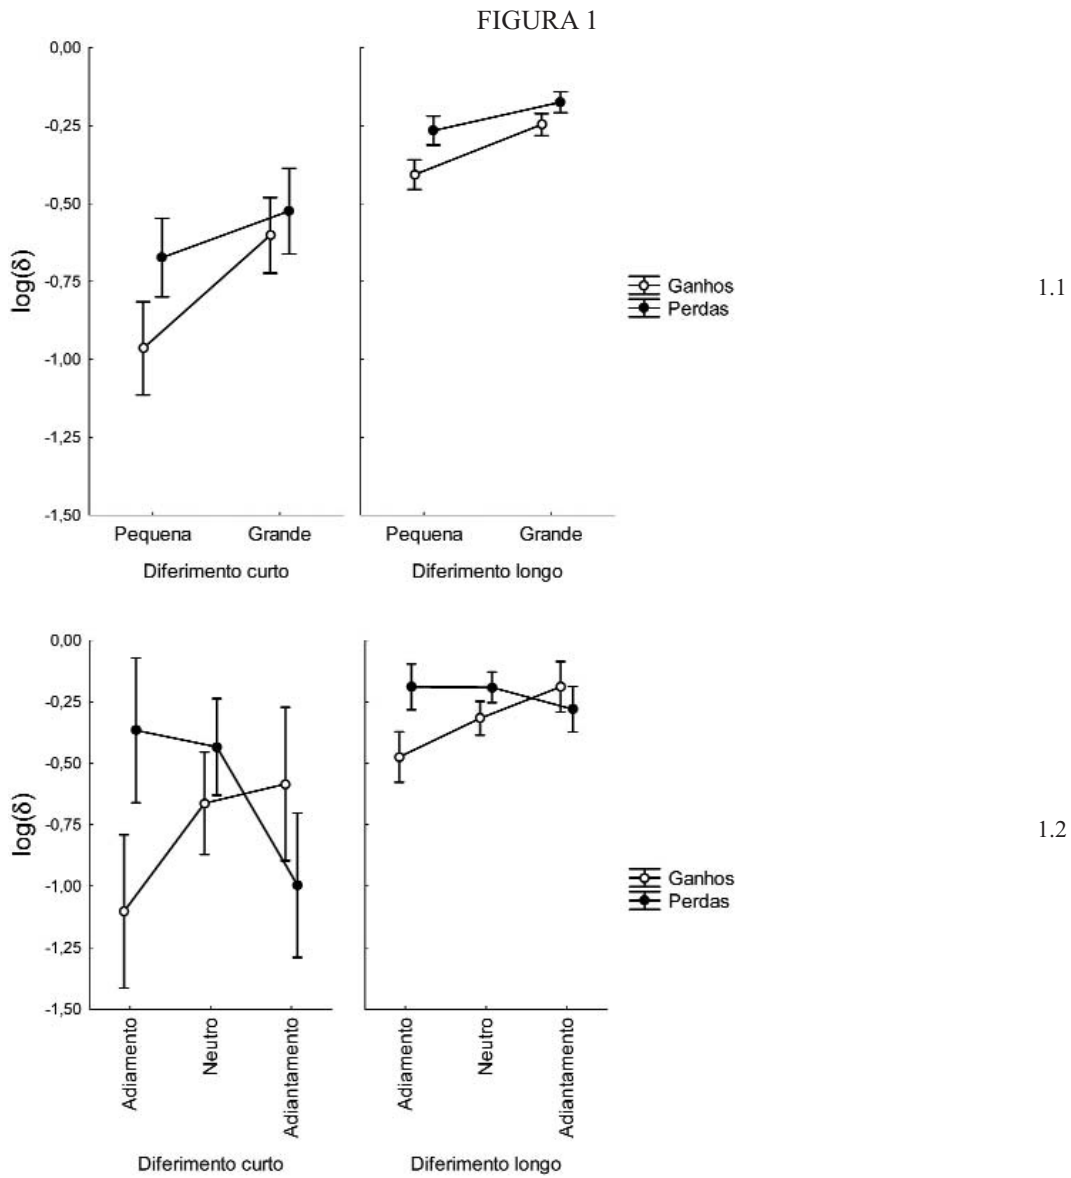 FIGURA 1
0,00
-0,25
-0,50
-0,75
-1,00
-1,25
-1,50
log(δ)
Pequena Grande
Diferimento curto
Pequena Grande
Diferimento longo
Ganhos
Perdas
1.1
0,00
-0,25
-0,50
-0,75
-1,00
-1,25
-1,50
log(δ)
Adiamento
Neutro
Adiantamento
Diferimento curto
Adiamento
Neutro
Adiantamento
Diferimento longo
Ganhos
Perdas
1.2